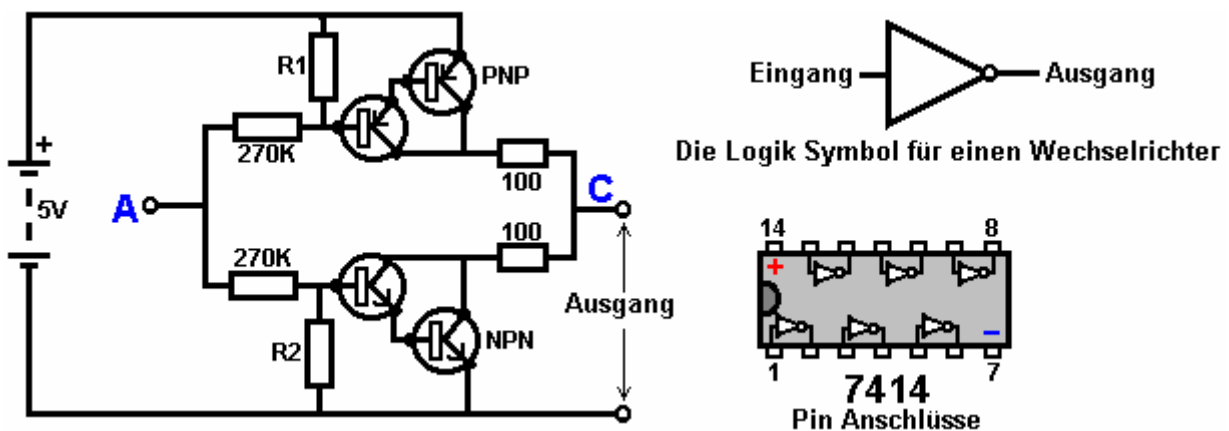 +
5V
A
R1
270K
PNP
100
C
100
270K
R2
NPN
Ausgang
Eingang
Ausgang
Die Logik Symbol für einen Wechselrichter
14
8
+
−
1
7
7414
Pin Anschlüsse